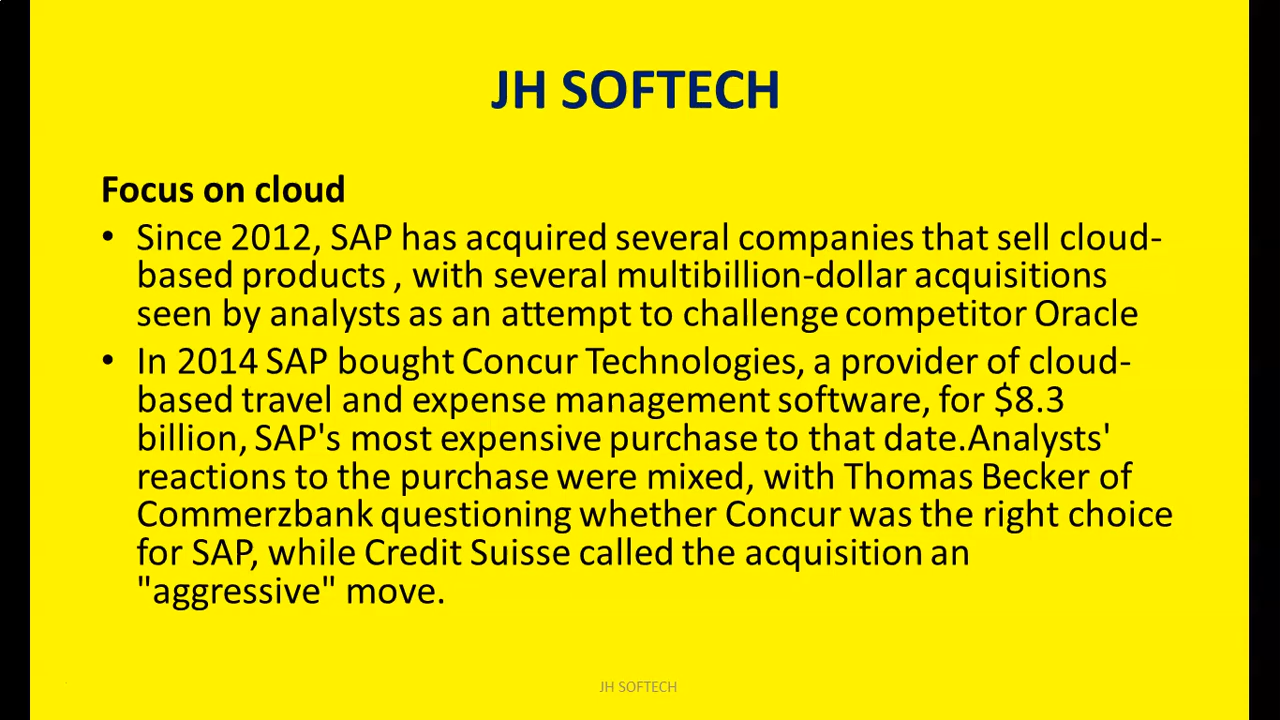 JH SOFTECH
Focus on cloud
• Since 2012, SAP has acquired several companies that sell cloud-
based products , with several multibillion-dollar acquisitions
seen by analysts as an attempt to challenge competitor Oracle
• In 2014 SAP bought Concur Technologies, a provider of cloud-
based travel and expense management software, for $8.3
billion, SAP's most expensive purchase to that date.Analysts'
reactions to the purchase were mixed, with Thomas Becker of
Commerzbank questioning whether Concur was the right choice
for SAP, while Credit Suisse called the acquisition an
"aggressive" move.
JH SOFTECH